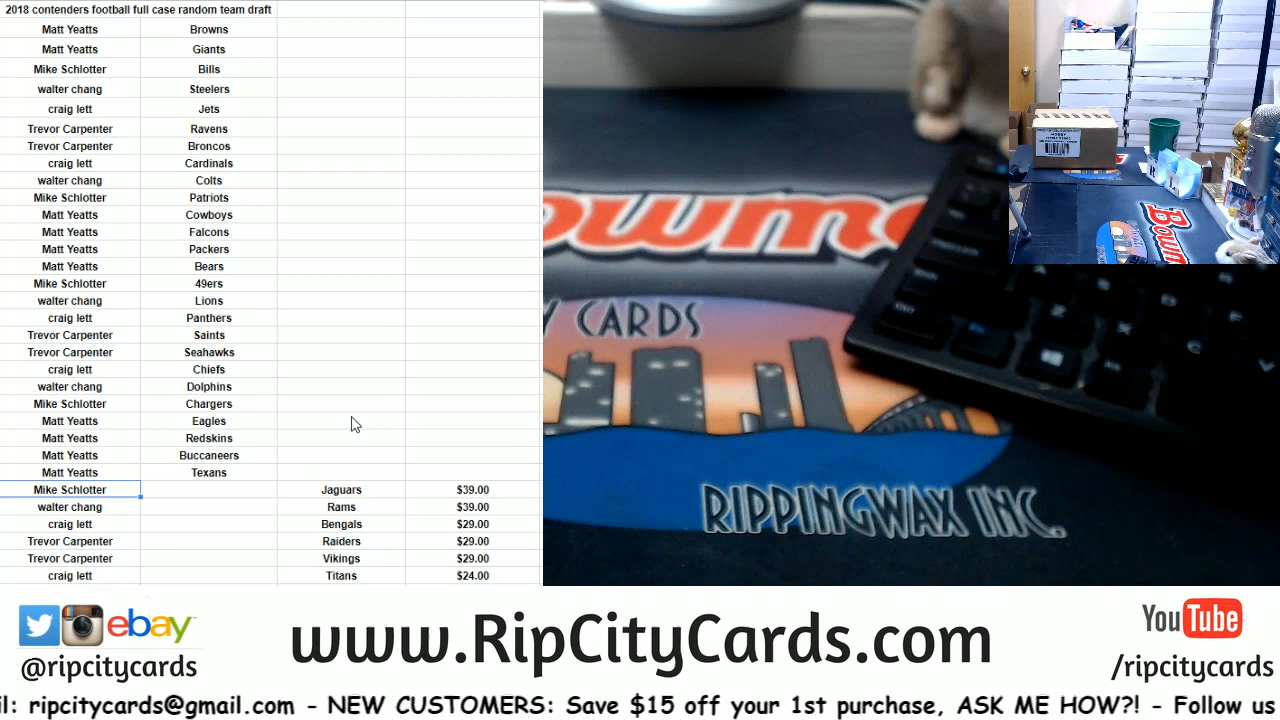 2018 contenders football full case random team draft
Matt Yeatts Browns
Matt Yeatts Giants
Mike Schlotter Bills
walter chang Steelers
craig lett Jets
Trevor Carpenter Ravens
Trevor Carpenter Broncos
craig lett Cardinals
walter chang Colts
Mike Schlotter Patriots
Matt Yeatts Cowboys
Matt Yeatts Falcons
Matt Yeatts Packers
Matt Yeatts Bears
Mike Schlotter 49ers
walter chang Lions
craig lett Panthers
Trevor Carpenter Saints
Trevor Carpenter Seahawks
craig lett Chiefs
walter chang Dolphins
Mike Schlotter Chargers
Matt Yeatts Eagles
Matt Yeatts Redskins
Matt Yeatts Buccaneers
Matt Yeatts Texans
Mike Schlotter Jaguars $39.00
walter chang Rams $39.00
craig lett Bengals $29.00
Trevor Carpenter Raiders $29.00
Trevor Carpenter Vikings $29.00
craig lett Titans $24.00
owm
Y CARDS
RIPPINGWAX INC.
Bowm
ebay
@ripcitycards
www.RipCityCards.com
YouTube
/ripcitycards
il: ripcitycards@gmail.com - NEW CUSTOMERS: Save $15 off your 1st purchase, ASK ME HOW?! - Follow us